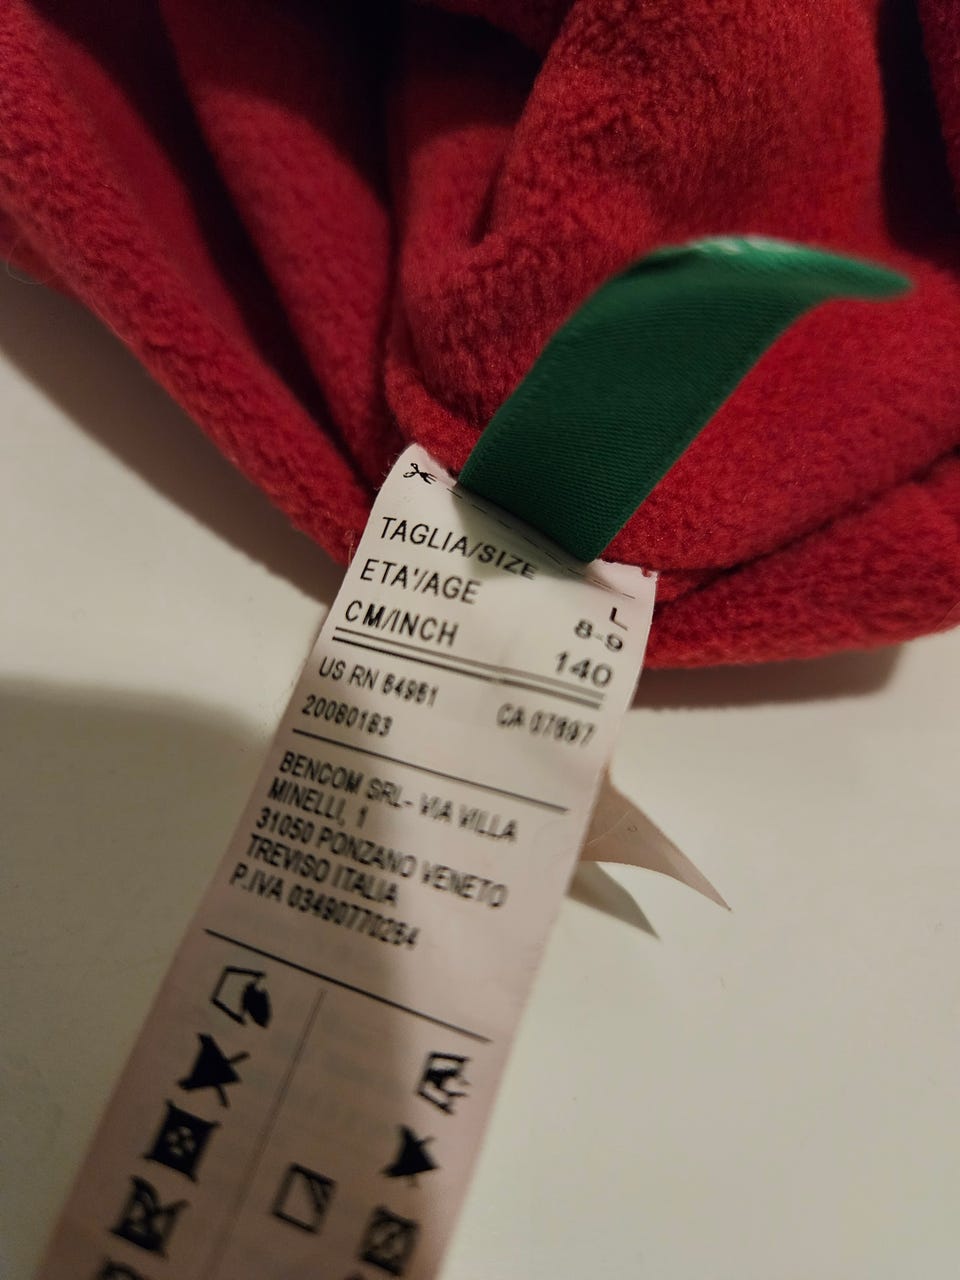 TAGLIA/SIZE L
ETA'/AGE 8-9
CM/INCH 140
US RN 64961 CA 07697
20080183
BENCOM SRL- VIA VILLA
MINELLI, 1
31050 PONZANO VENETO
TREVISO ITALIA
P.IVA 03490770264